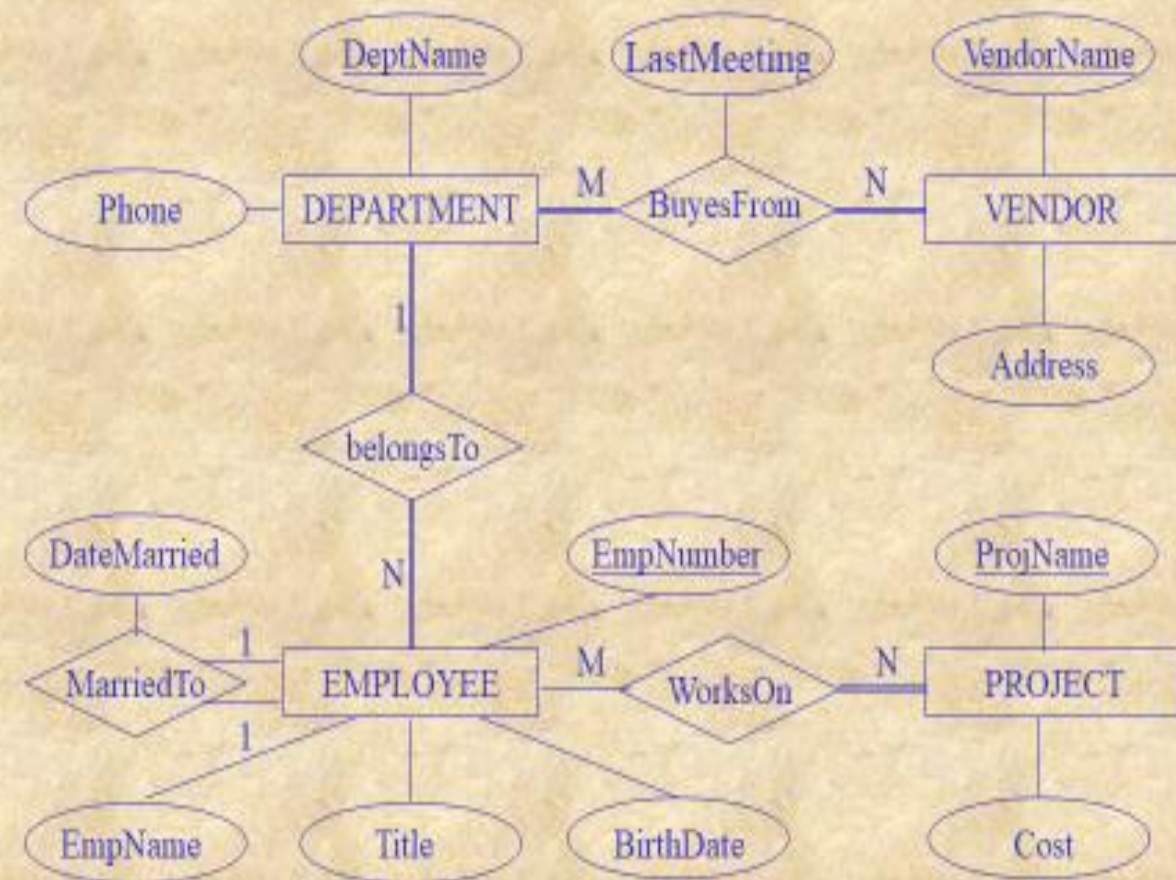 DeptName
LastMeeting
VendorName
Phone
DEPARTMENT
M
BuyesFrom
N
VENDOR
1
Address
belongsTo
DateMarried
N
EmpNumber
ProjName
1
MarriedTo
EMPLOYEE
M
WorksOn
N
PROJECT
1
EmpName
Title
BirthDate
Cost